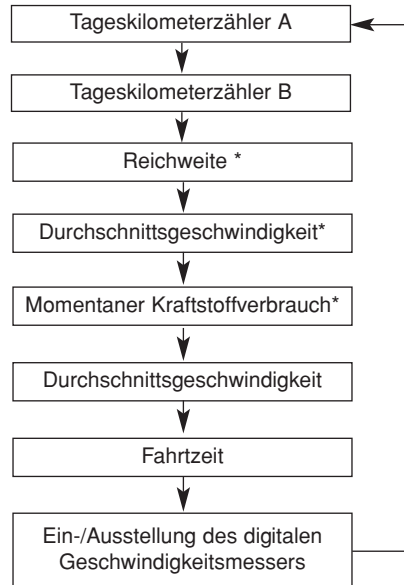 Tageskilometerzähler A
Tageskilometerzähler B
Reichweite *
Durchschnittsgeschwindigkeit*
Momentaner Kraftstoffverbrauch*
Durchschnittsgeschwindigkeit
Fahrtzeit
Ein-/Ausstellung des digitalen
Geschwindigkeitsmessers